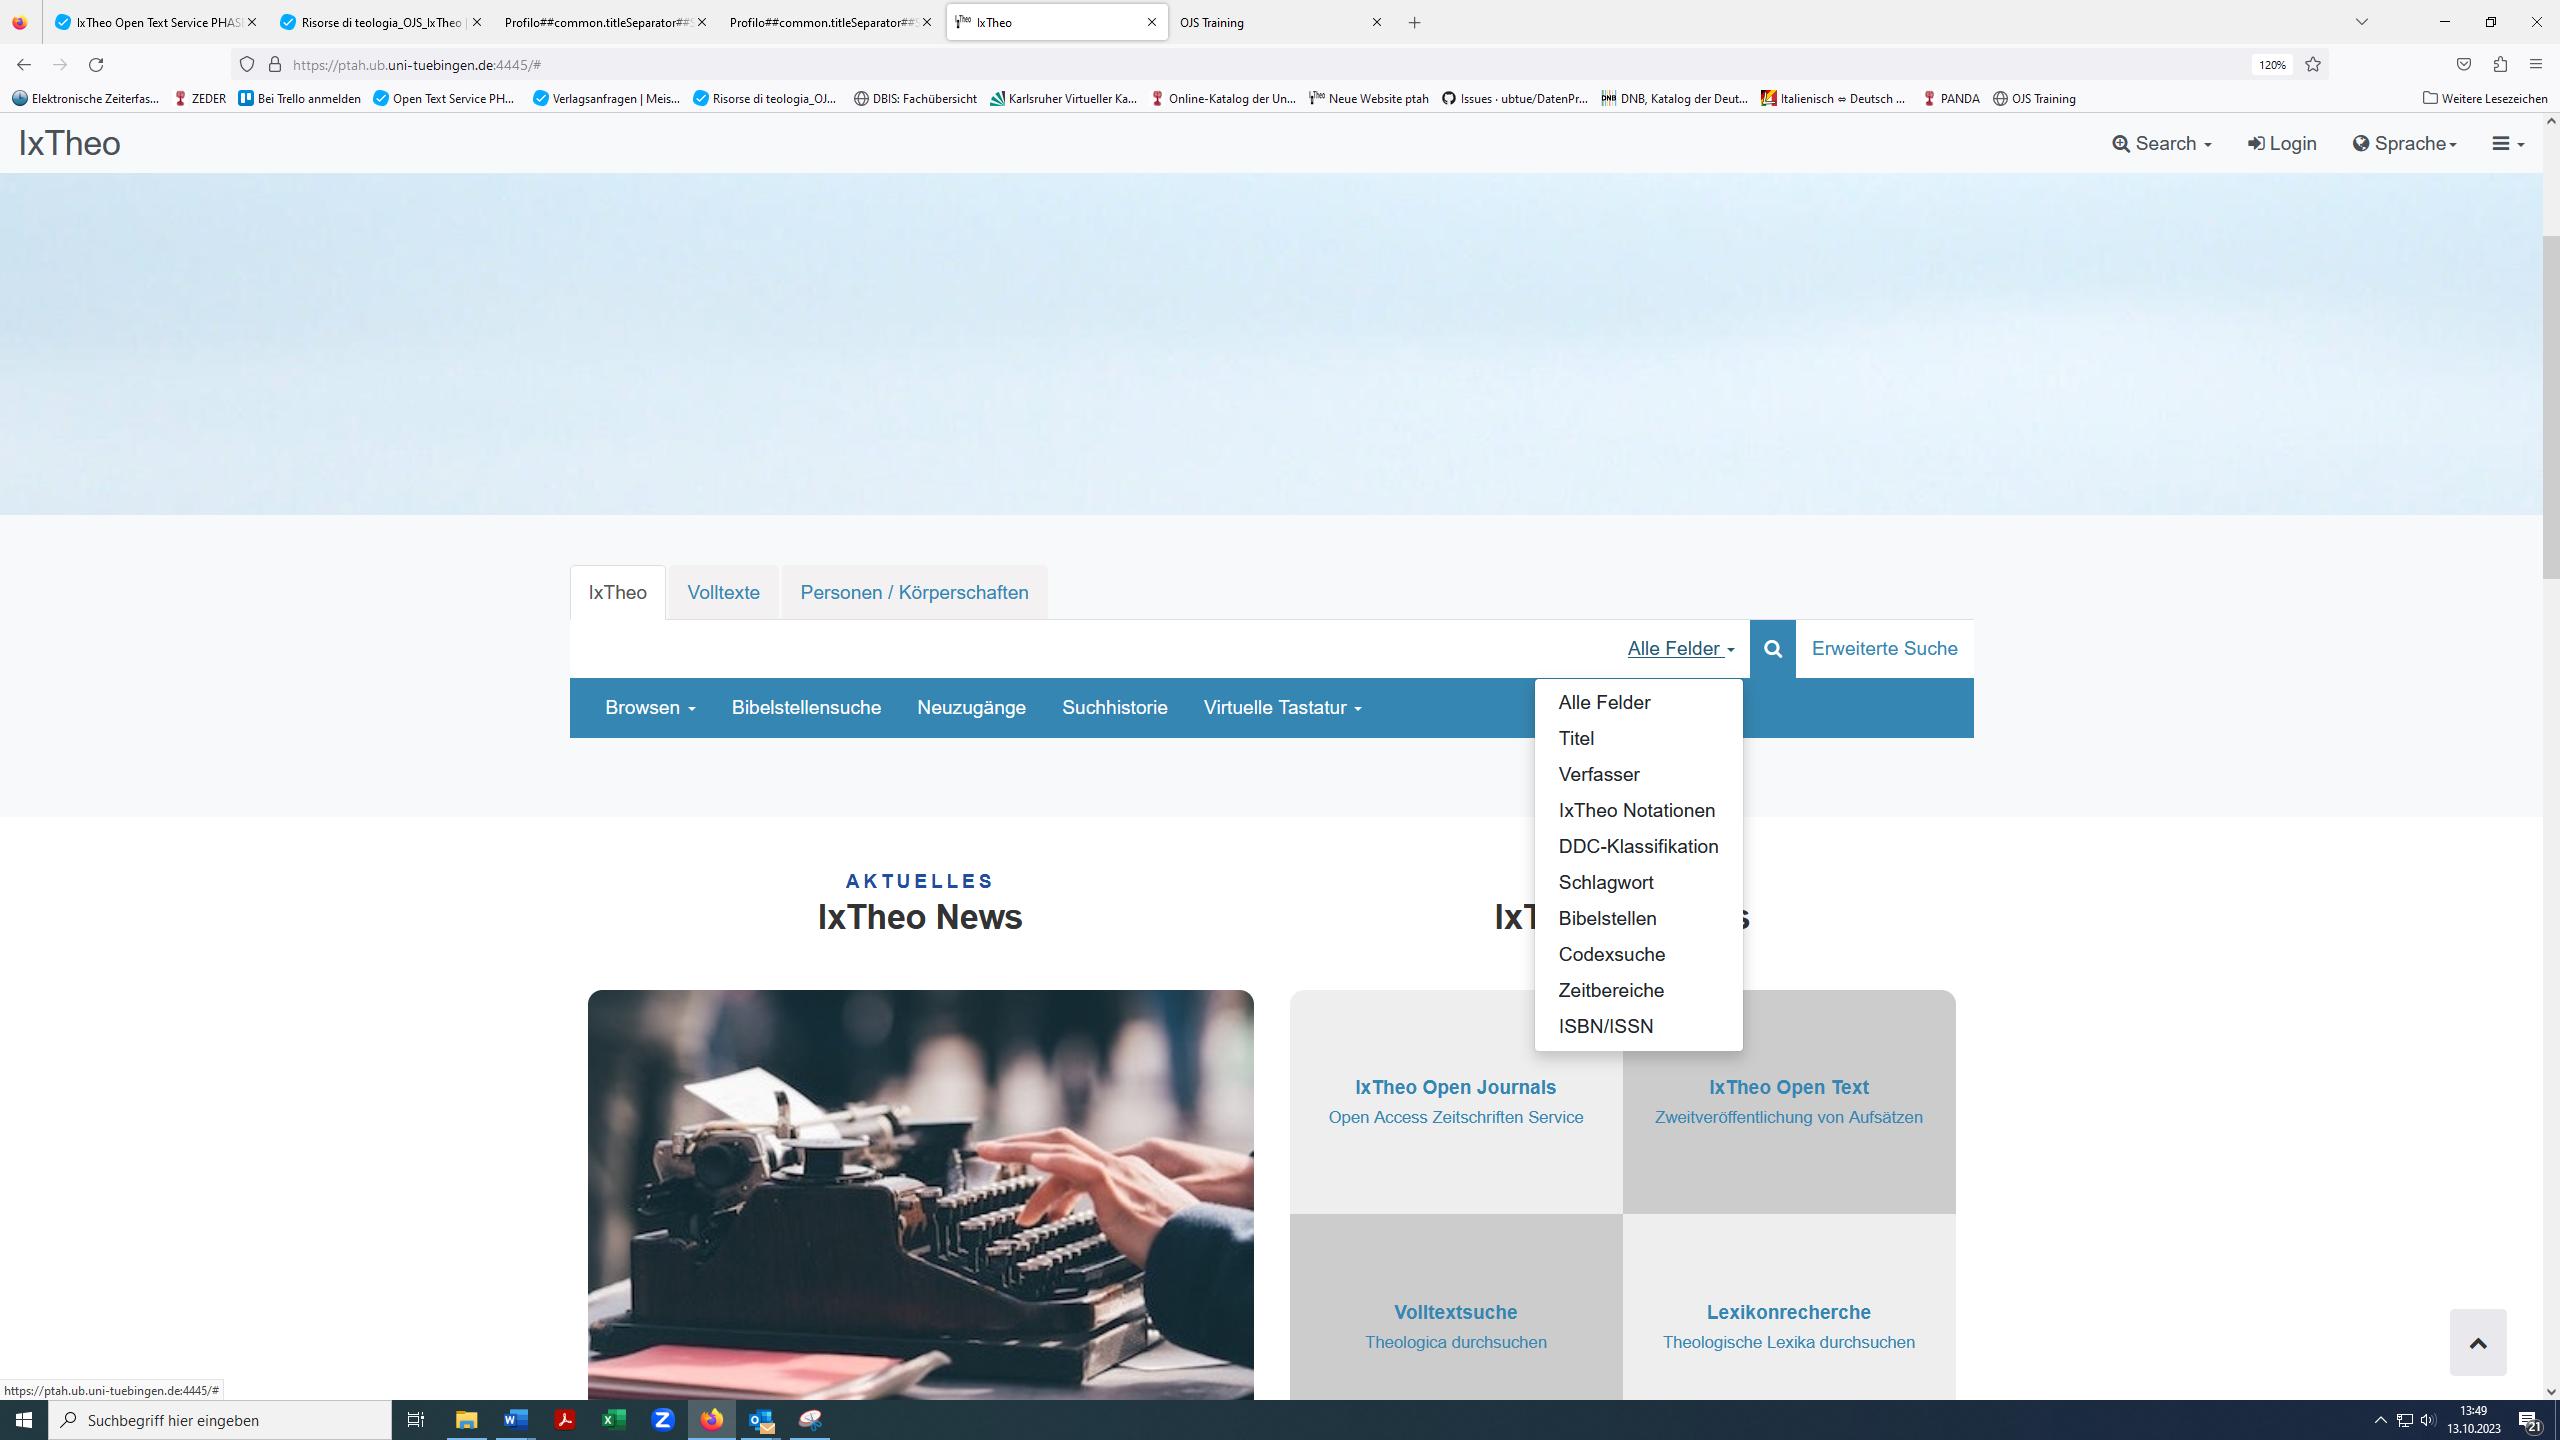 IxTheo Open Text Service PHAS
Risorse di teologia_OJS_IxTheo |
Profilo##common.titleSeparator##S
Profilo##common.titleSeparator##S
IxTheo
OJS Training
https://ptah.ub.uni-tuebingen.de:4445/#
120%
Elektronische Zeiterfas...
ZEDER
Bei Trello anmelden
Open Text Service PH...
Verlagsanfragen | Meis...
Risorse di teologia_OJ...
DBIS: Fachübersicht
Karlsruher Virtueller Ka...
Online-Katalog der Un...
Neue Website ptah
Issues · ubtue/DatenPr...
DNB, Katalog der Deut...
Italienisch ⇔ Deutsch ...
PANDA
OJS Training
Weitere Lesezeichen
IxTheo
Search
Login
Sprache
IxTheo
Volltexte
Personen / Körperschaften
Alle Felder
Erweiterte Suche
Browsen
Bibelstellensuche
Neuzugänge
Suchhistorie
Virtuelle Tastatur
Alle Felder
Titel
Verfasser
IxTheo Notationen
DDC-Klassifikation
Schlagwort
Bibelstellen
Codexsuche
Zeitbereiche
ISBN/ISSN
AKTUELLES
IxTheo News
IxT
s
IxTheo Open Journals
Open Access Zeitschriften Service
IxTheo Open Text
Zweitveröffentlichung von Aufsätzen
Volltextsuche
Theologica durchsuchen
Lexikonrecherche
Theologische Lexika durchsuchen
https://ptah.ub.uni-tuebingen.de:4445/#
Suchbegriff hier eingeben
13:49
13.10.2023
21